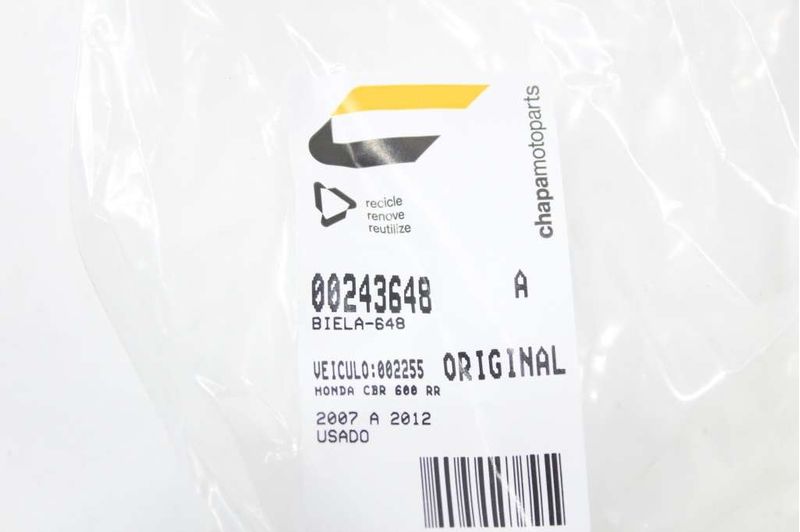 chapamotoparts
recicle
renove
reutilize
00243648 A
BIELA-648
VEICULO:002255 ORIGINAL
HONDA CBR 600 RR
2007 A 2012
USADO